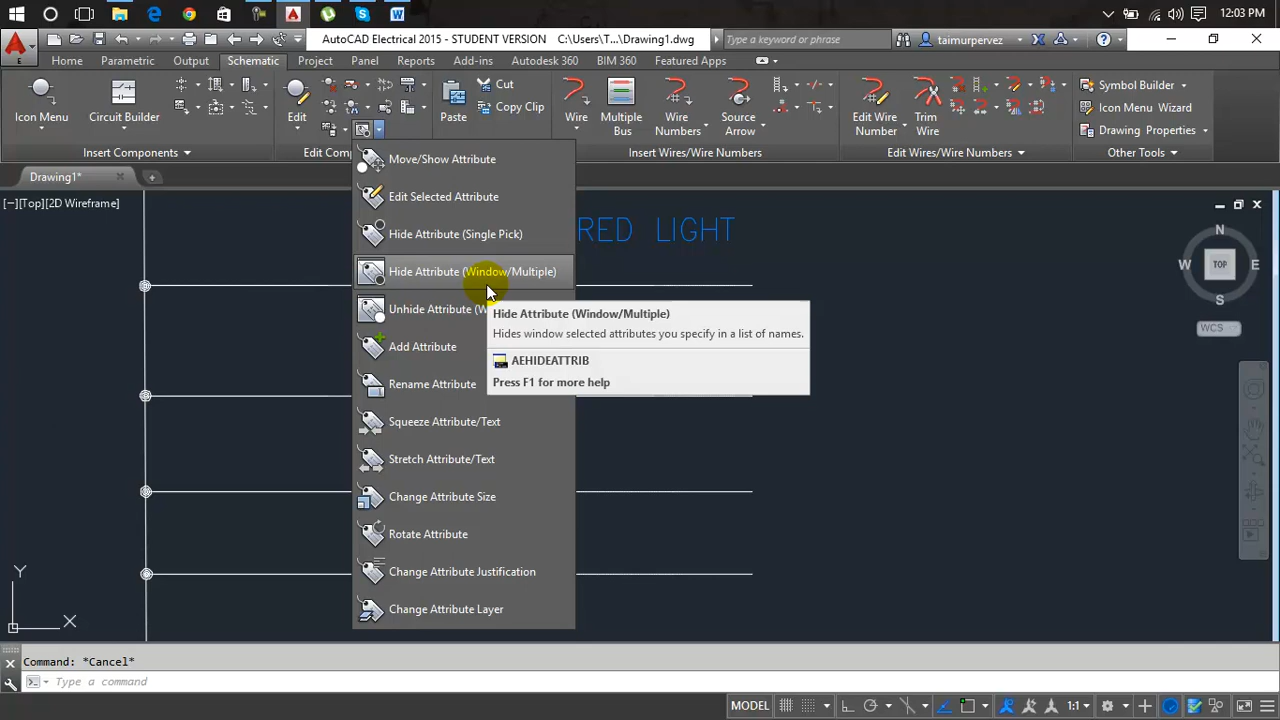 12:03 PM
AutoCAD Electrical 2015 - STUDENT VERSION C:\Users\T...\Drawing1.dwg
Type a keyword or phrase
taimurpervez
E
Home
Parametric
Output
Schematic
Project
Panel
Reports
Add-ins
Autodesk 360
BIM 360
Featured Apps
Icon Menu
Circuit Builder
Insert Components
Edit
Edit Comp
Cut
Copy Clip
Paste
Wire
Multiple
Bus
Wire
Numbers
Source
Arrow
Insert Wires/Wire Numbers
Edit Wire
Number
Trim
Wire
Edit Wires/Wire Numbers
Symbol Builder
Icon Menu Wizard
Drawing Properties
Other Tools
Drawing1*
[−][Top][2D Wireframe]
RED LIGHT
Move/Show Attribute
Edit Selected Attribute
Hide Attribute (Single Pick)
Hide Attribute (Window/Multiple)
Unhide Attribute (W
Add Attribute
Rename Attribute
Squeeze Attribute/Text
Stretch Attribute/Text
Change Attribute Size
Rotate Attribute
Change Attribute Justification
Change Attribute Layer
Hide Attribute (Window/Multiple)
Hides window selected attributes you specify in a list of names.
AEHIDEATTRIB
Press F1 for more help
N
W TOP E
S
WCS
Y
X
Command: *Cancel*
Type a command
MODEL
1:1